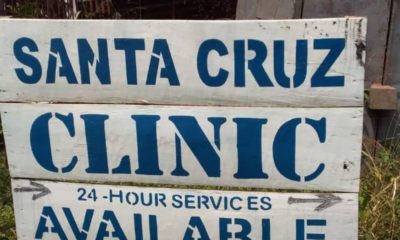 SANTA CRUZ
CLINIC
24-HOUR SERVICES
AVAILABLE